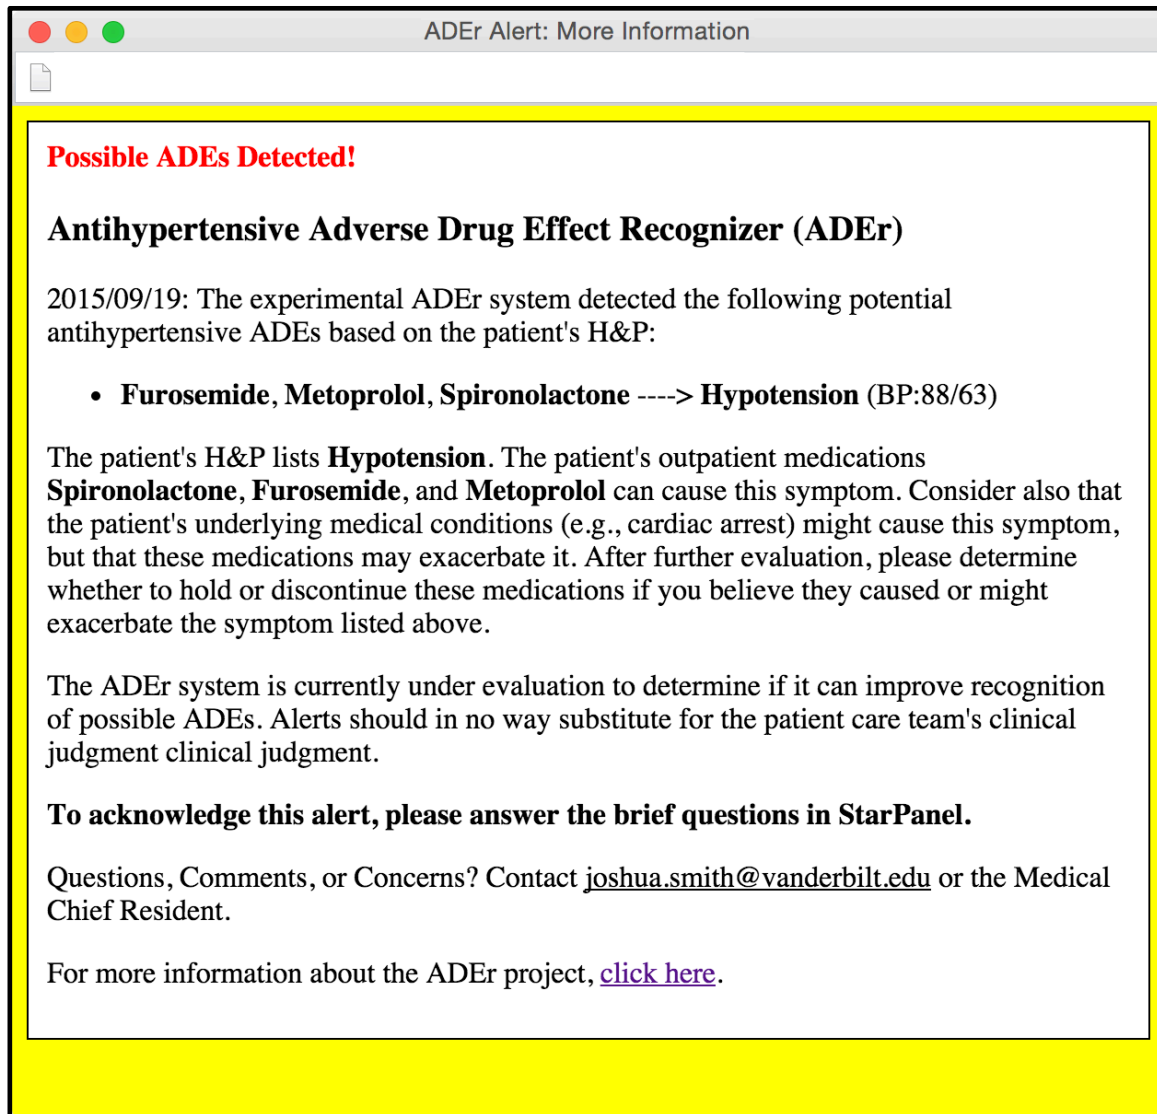 ADEr Alert: More Information
Possible ADEs Detected!
Antihypertensive Adverse Drug Effect Recognizer (ADEr)
2015/09/19: The experimental ADEr system detected the following potential
antihypertensive ADEs based on the patient's H&P:
• Furosemide, Metoprolol, Spironolactone ----> Hypotension (BP:88/63)
The patient's H&P lists Hypotension. The patient's outpatient medications
Spironolactone, Furosemide, and Metoprolol can cause this symptom. Consider also that
the patient's underlying medical conditions (e.g., cardiac arrest) might cause this symptom,
but that these medications may exacerbate it. After further evaluation, please determine
whether to hold or discontinue these medications if you believe they caused or might
exacerbate the symptom listed above.
The ADEr system is currently under evaluation to determine if it can improve recognition
of possible ADEs. Alerts should in no way substitute for the patient care team's clinical
judgment clinical judgment.
To acknowledge this alert, please answer the brief questions in StarPanel.
Questions, Comments, or Concerns? Contact joshua.smith@vanderbilt.edu or the Medical
Chief Resident.
For more information about the ADEr project, click here.